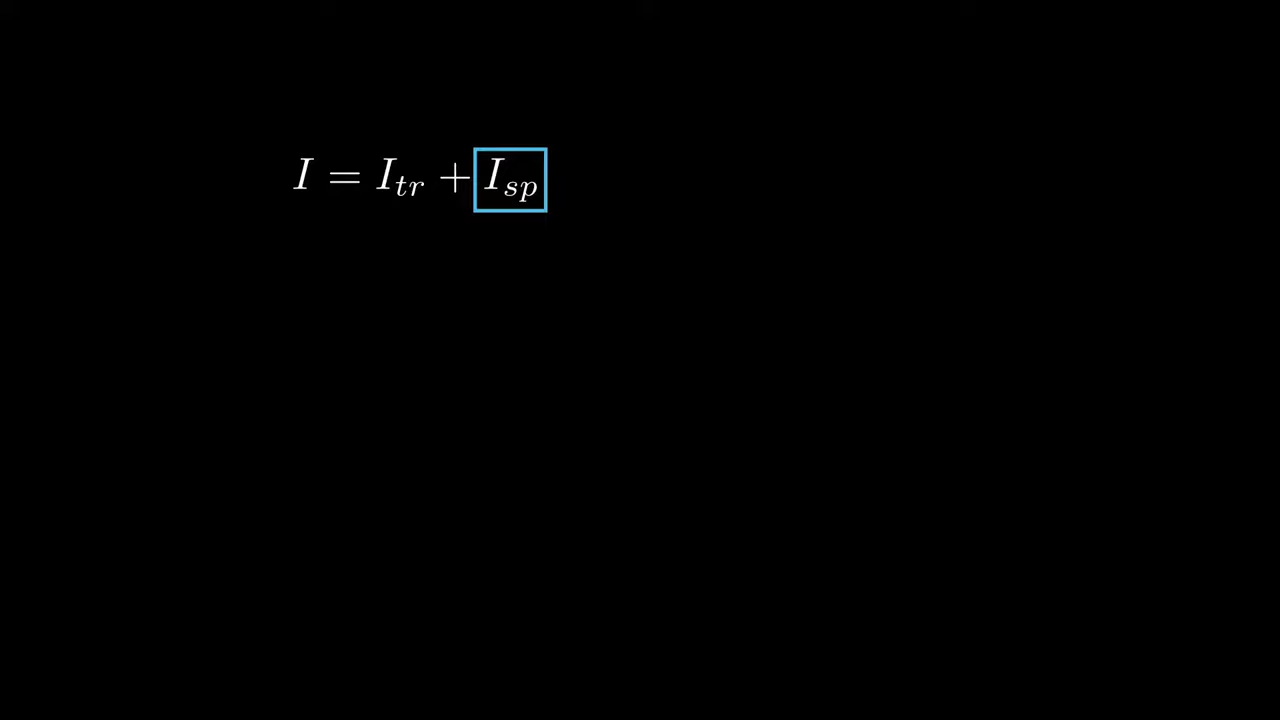 I = I_{tr} + I_{sp}